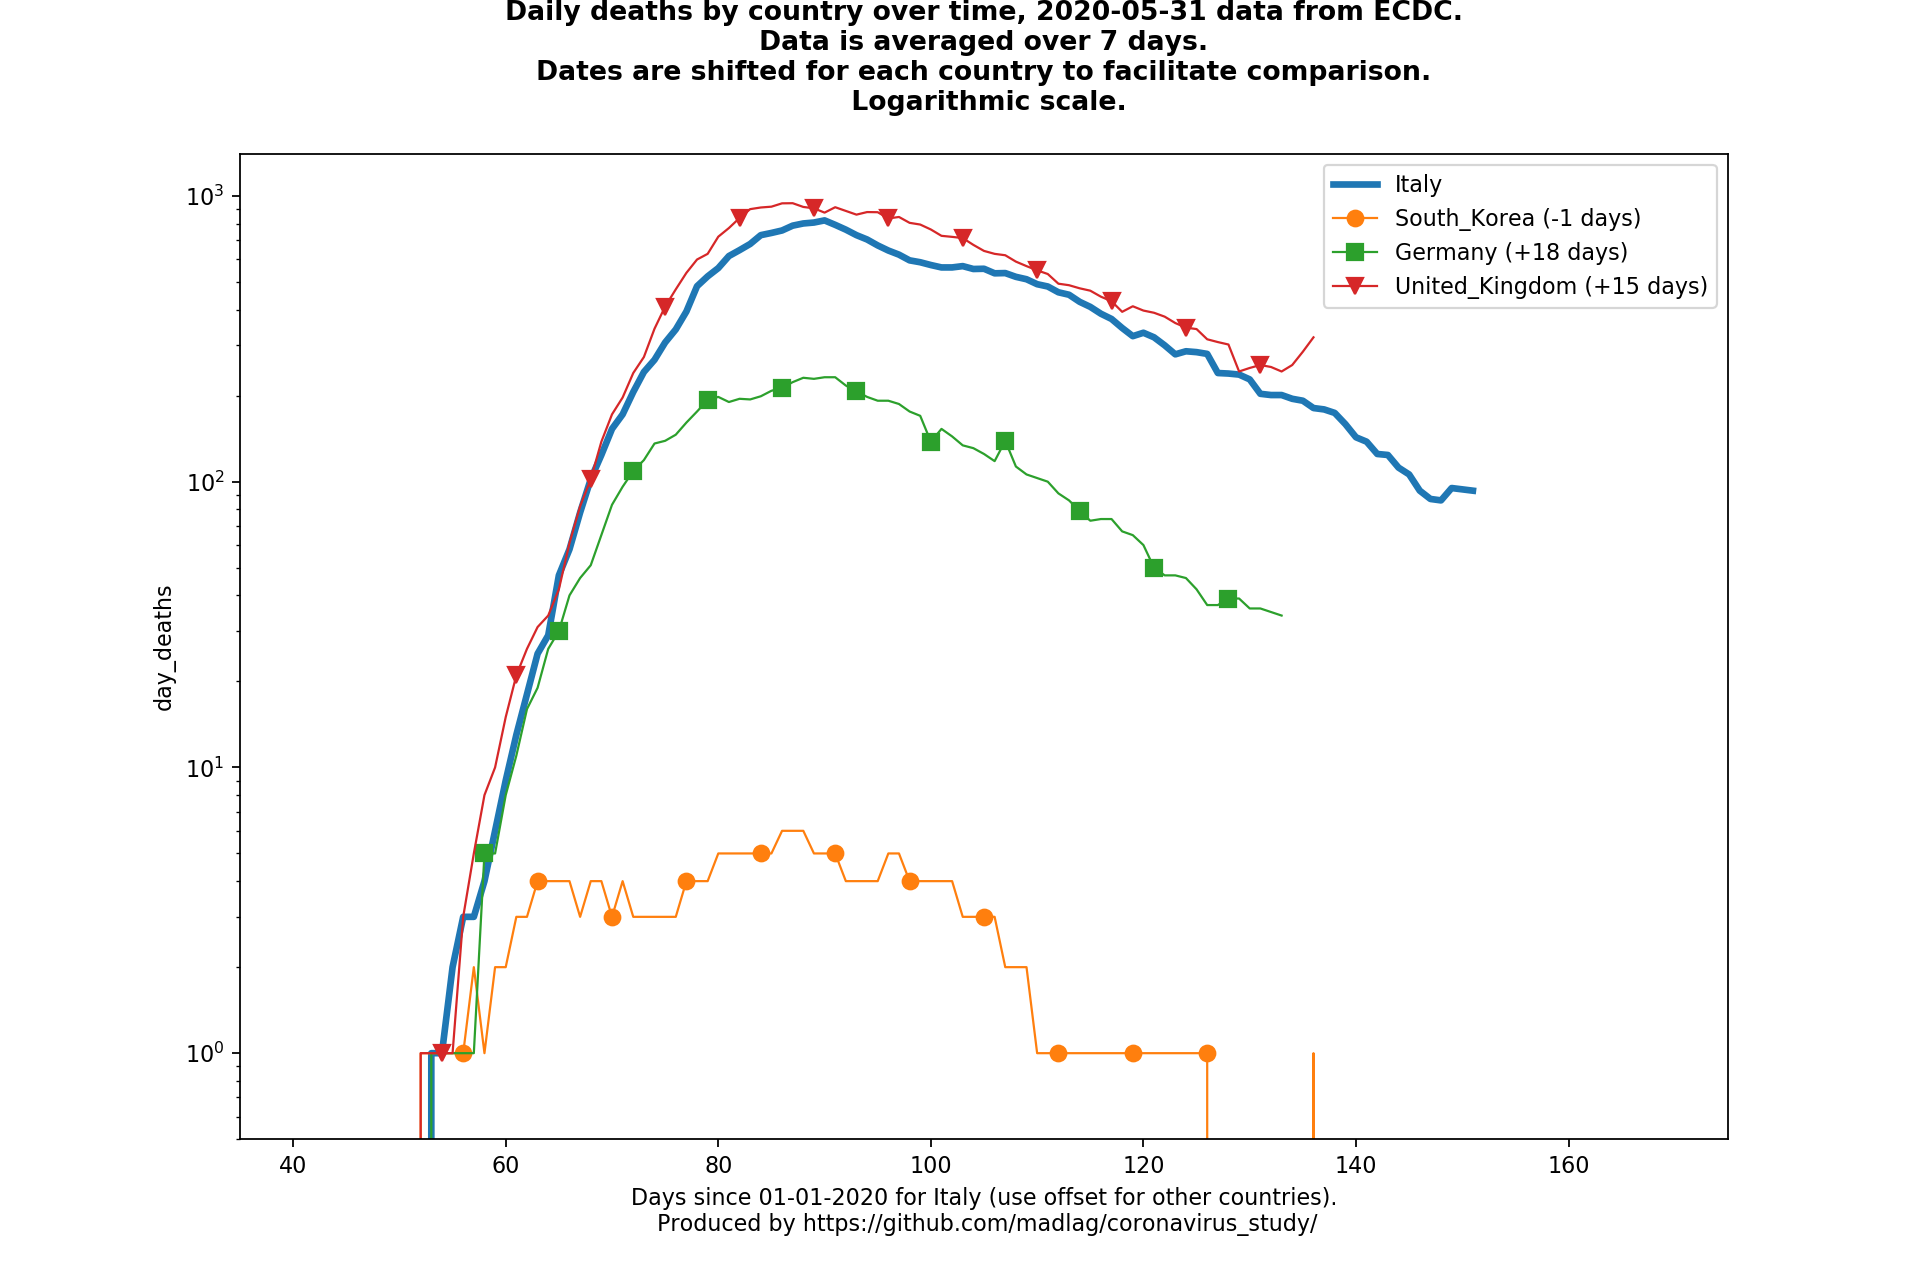 Daily deaths by country over time, 2020-05-31 data from ECDC.
Data is averaged over 7 days.
Dates are shifted for each country to facilitate comparison.
Logarithmic scale.
Italy
South_Korea (-1 days)
Germany (+18 days)
United_Kingdom (+15 days)
10³
10²
10¹
10⁰
day_deaths
40 60 80 100 120 140 160
Days since 01-01-2020 for Italy (use offset for other countries).
Produced by https://github.com/madlag/coronavirus_study/